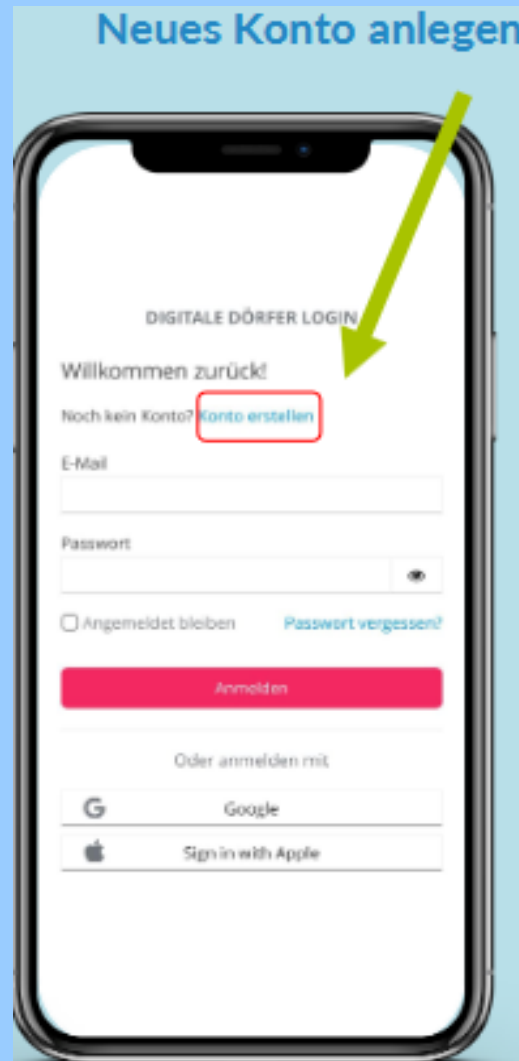 Neues Konto anlegen
DIGITALE DÖRFER LOGIN
Willkommen zurück!
Noch kein Konto? Konto erstellen
E-Mail
Passwort
Angemeldet bleiben Passwort vergessen?
Anmelden
Oder anmelden mit
Google
Sign in with Apple